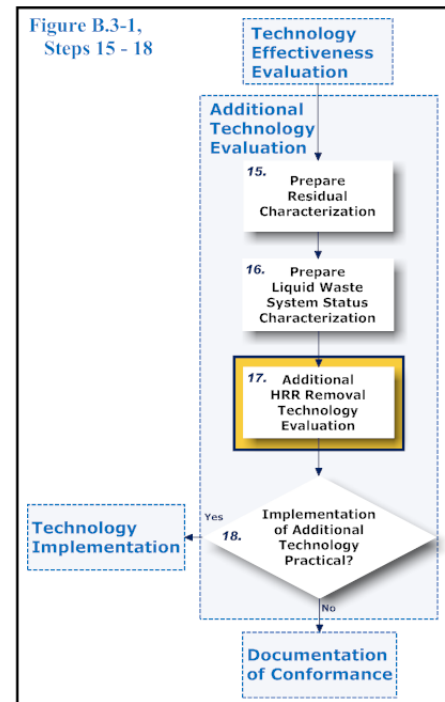 Figure B.3-1,
Steps 15 - 18
Technology
Effectiveness
Evaluation
Additional
Technology
Evaluation
15.
Prepare
Residual
Characterization
16.
Prepare
Liquid Waste
System Status
Characterization
17.
Additional
HRR Removal
Technology
Evaluation
18.
Implementation
of Additional
Technology
Practical?
Yes
Technology
Implementation
No
Documentation
of Conformance